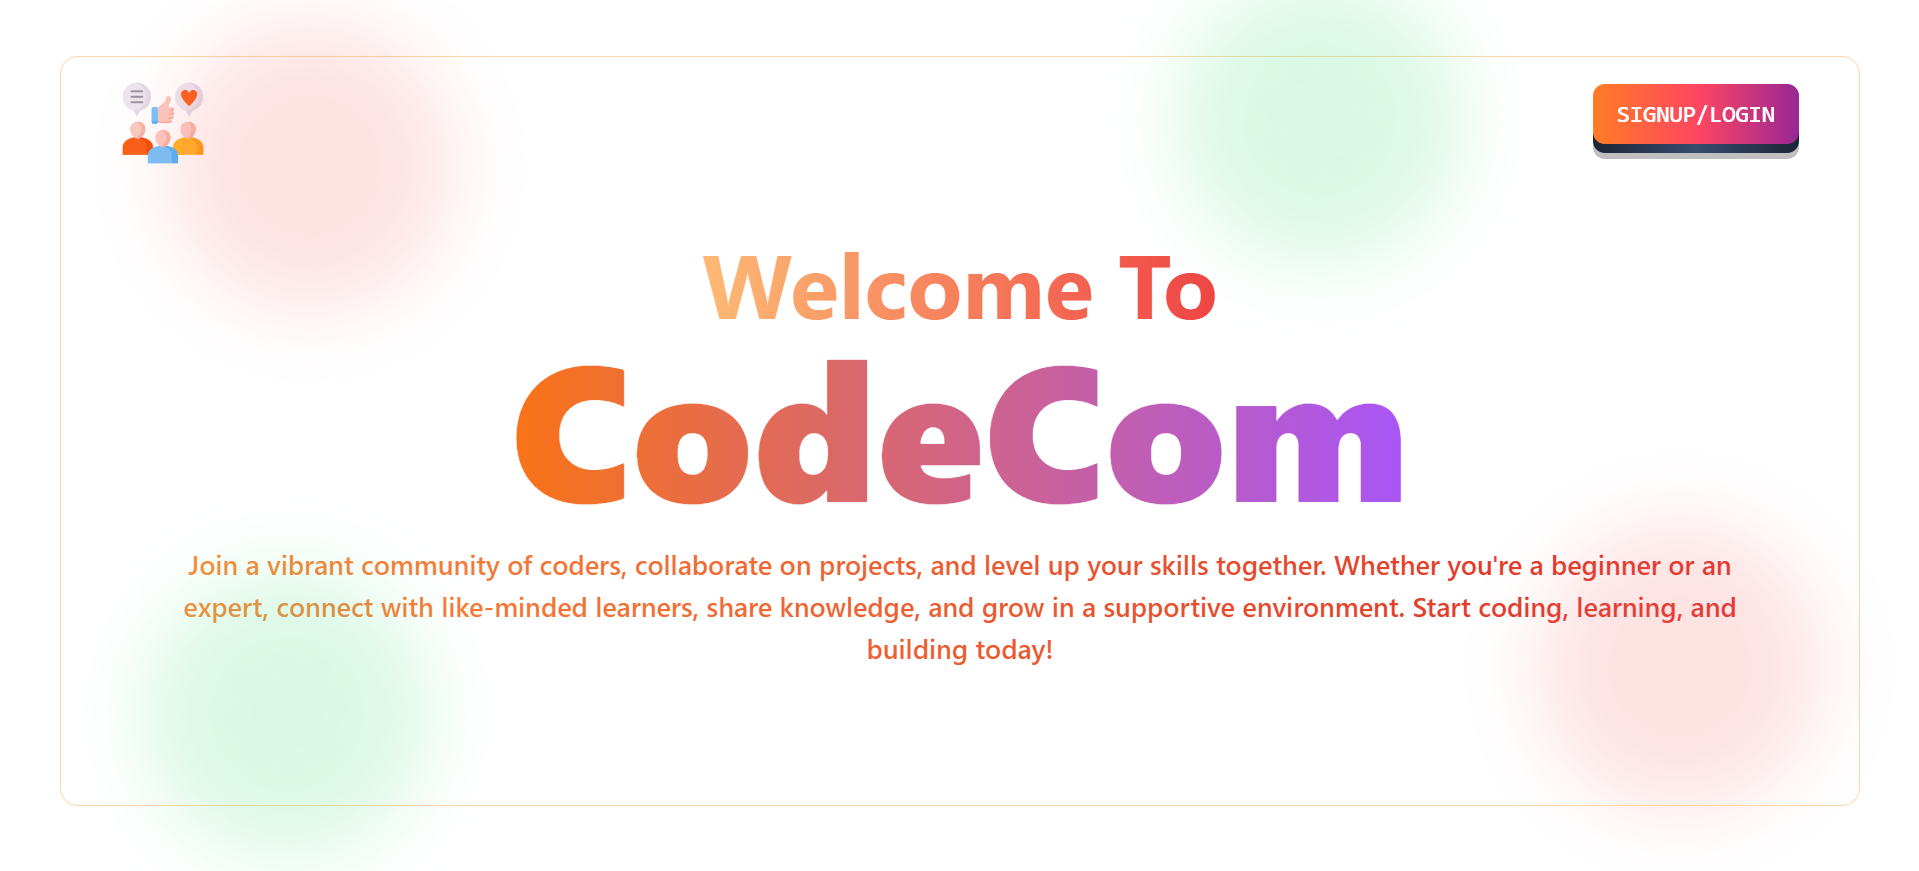 SIGNUP/LOGIN
Welcome To
CodeCom
Join a vibrant community of coders, collaborate on projects, and level up your skills together. Whether you're a beginner or an
expert, connect with like-minded learners, share knowledge, and grow in a supportive environment. Start coding, learning, and
building today!